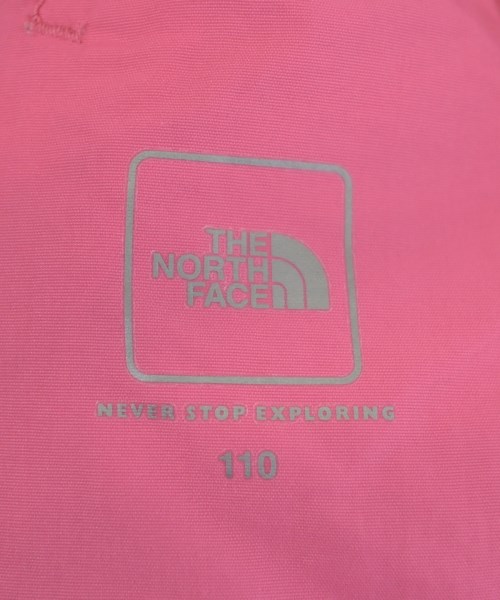 THE
NORTH
FACE
NEVER STOP EXPLORING
110